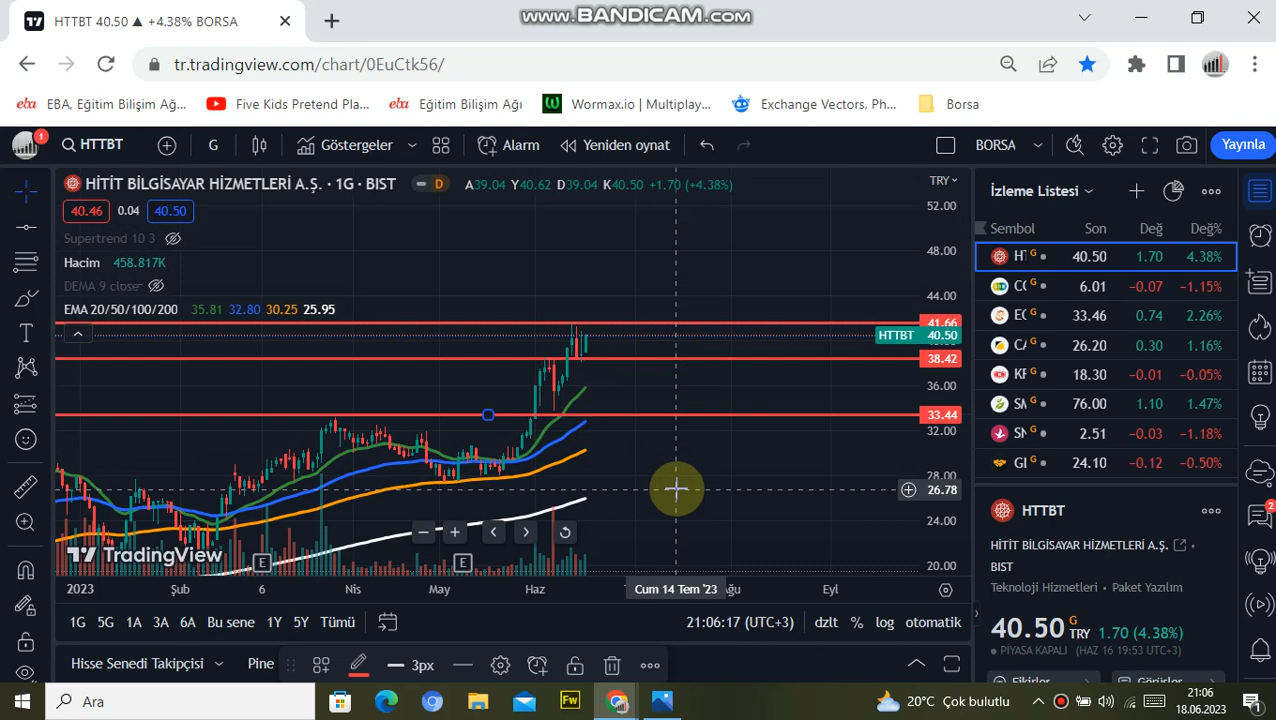 www.BANDICAM.com
HTTBT 40.50 ▲ +4.38% BORSA
tr.tradingview.com/chart/0EuCtk56/
EBA, Eğitim Bilişim Ağ...
Five Kids Pretend Pla...
Eğitim Bilişim Ağı
Wormax.io | Multiplay...
Exchange Vectors, Ph...
Borsa
1
HTTBT
G
Göstergeler
Alarm
Yeniden oynat
BORSA
Yayınla
HİTİT BİLGİSAYAR HİZMETLERİ A.Ş. · 1G · BIST
D
A39.04 Y40.62 D39.04 K40.50 +1.70 (+4.38%)
TRY
40.46 0.04 40.50
Supertrend 10 3
Hacim 458.817K
DEMA 9 close
EMA 20/50/100/200 35.81 32.80 30.25 25.95
52.00
48.00
44.00
41.66
HTTBT 40.50
38.42
36.00
33.44
32.00
28.00
26.78
24.00
20.00
TradingView
E
E
2023 Şub 6 Nis May Haz Cum 14 Tem '23 Eyl
1G 5G 1A 3A 6A Bu sene 1Y 5Y Tümü
21:06:17 (UTC+3) dzlt % log otomatik
Hisse Senedi Takipçisi
Pine
3px
İzleme Listesi
Sembol Son Değ Değ%
G 40.50 1.70 4.38%
G 6.01 −0.07 −1.15%
G 33.46 0.74 2.26%
G 26.20 0.30 1.16%
G 18.30 −0.01 −0.05%
G 76.00 1.10 1.47%
G 2.51 −0.03 −1.18%
G 24.10 −0.12 −0.50%
HTTBT
HİTİT BİLGİSAYAR HİZMETLERİ A.Ş.
BIST
Teknoloji Hizmetleri · Paket Yazılım
40.50 G TRY 1.70 (4.38%)
PİYASA KAPALI (HAZ 16 19:53 UTC+3)
Fikirler
Görüşler
2
Ara
Fw
20°C Çok bulutlu
21:06
18.06.2023
1